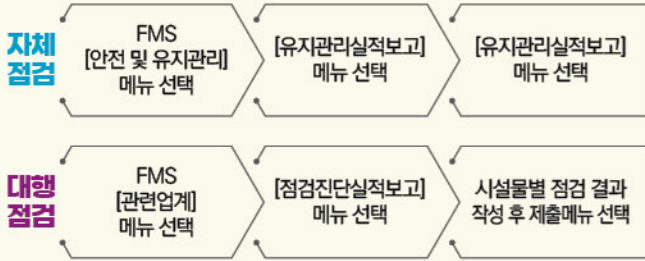 자체
점검
FMS
[안전 및 유지관리]
메뉴 선택
[유지관리실적보고]
메뉴 선택
[유지관리실적보고]
메뉴 선택
대행
점검
FMS
[관련업계]
메뉴 선택
[점검진단실적보고]
메뉴 선택
시설물별 점검 결과
작성 후 제출메뉴 선택